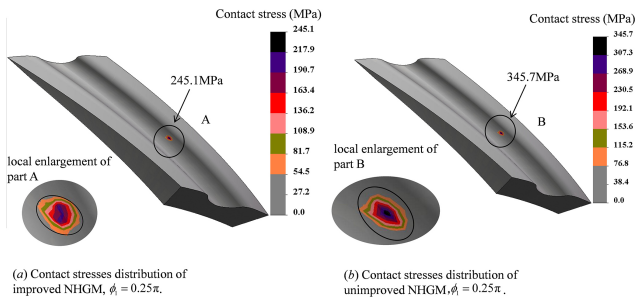 Contact stress (MPa)
245.1
217.9
190.7
163.4
136.2
108.9
81.7
54.5
27.2
0.0
245.1MPa
A
local enlargement of
part A
(a) Contact stresses distribution of
improved NHGM, ϕ₁ = 0.25π.
Contact stress (MPa)
345.7
337.3
307.3
268.9
230.5
192.1
153.6
115.2
76.8
38.4
0.0
345.7MPa
B
local enlargement of
part B
(b) Contact stresses distribution of
unimproved NHGM,ϕ₁ = 0.25π .